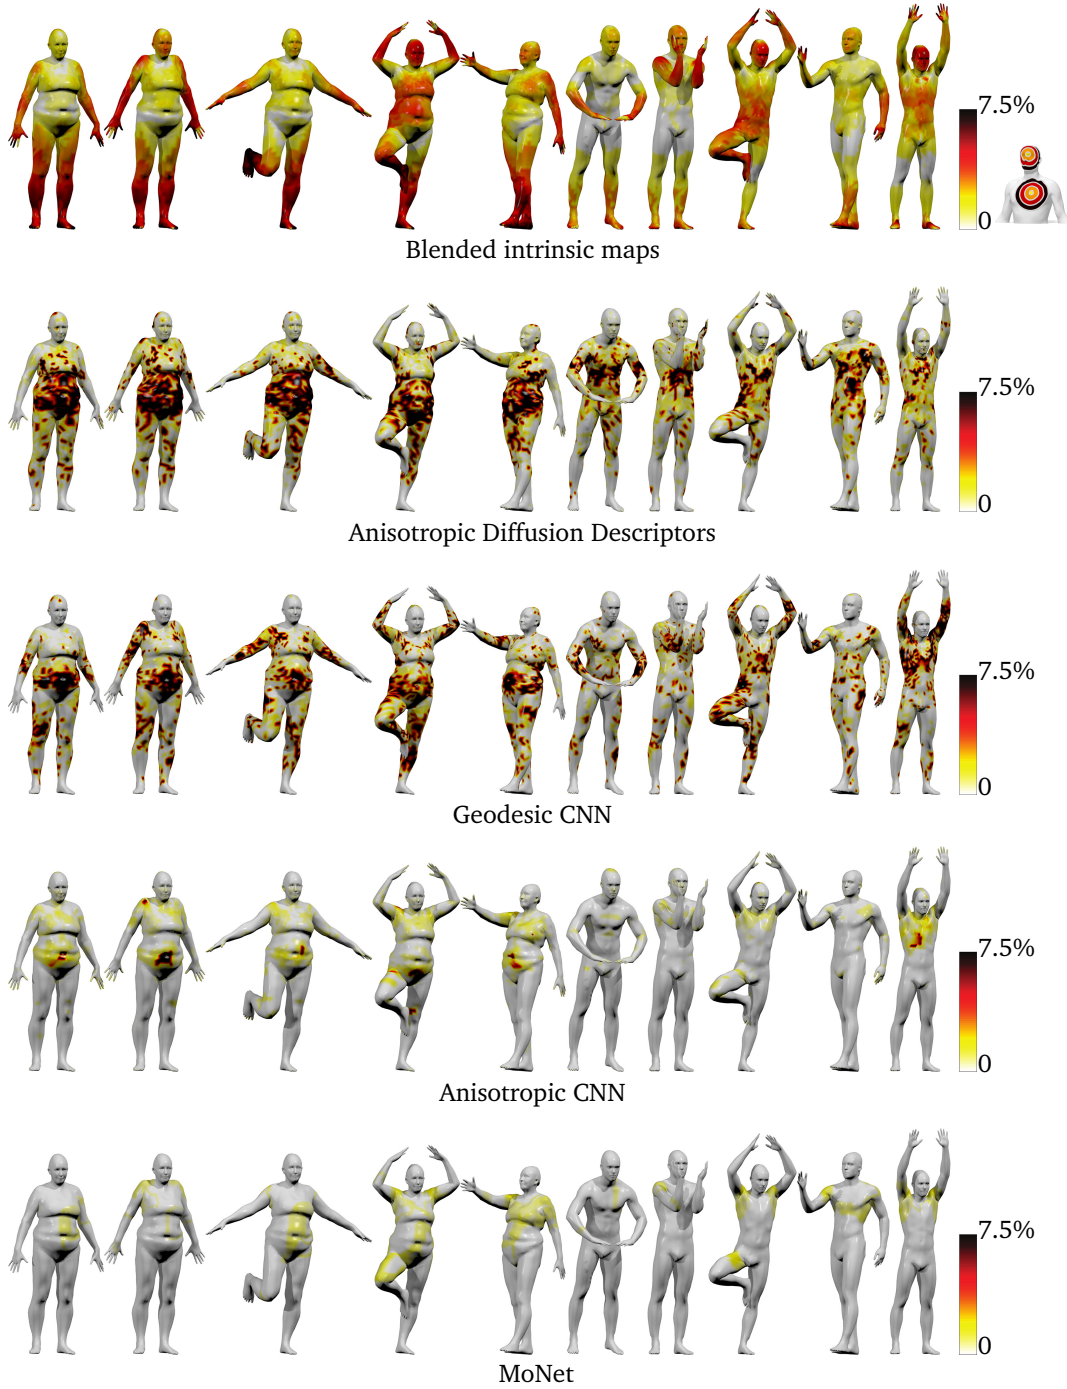 7.5%
0
Blended intrinsic maps
7.5%
0
Anisotropic Diffusion Descriptors
7.5%
0
Geodesic CNN
7.5%
0
Anisotropic CNN
7.5%
0
MoNet